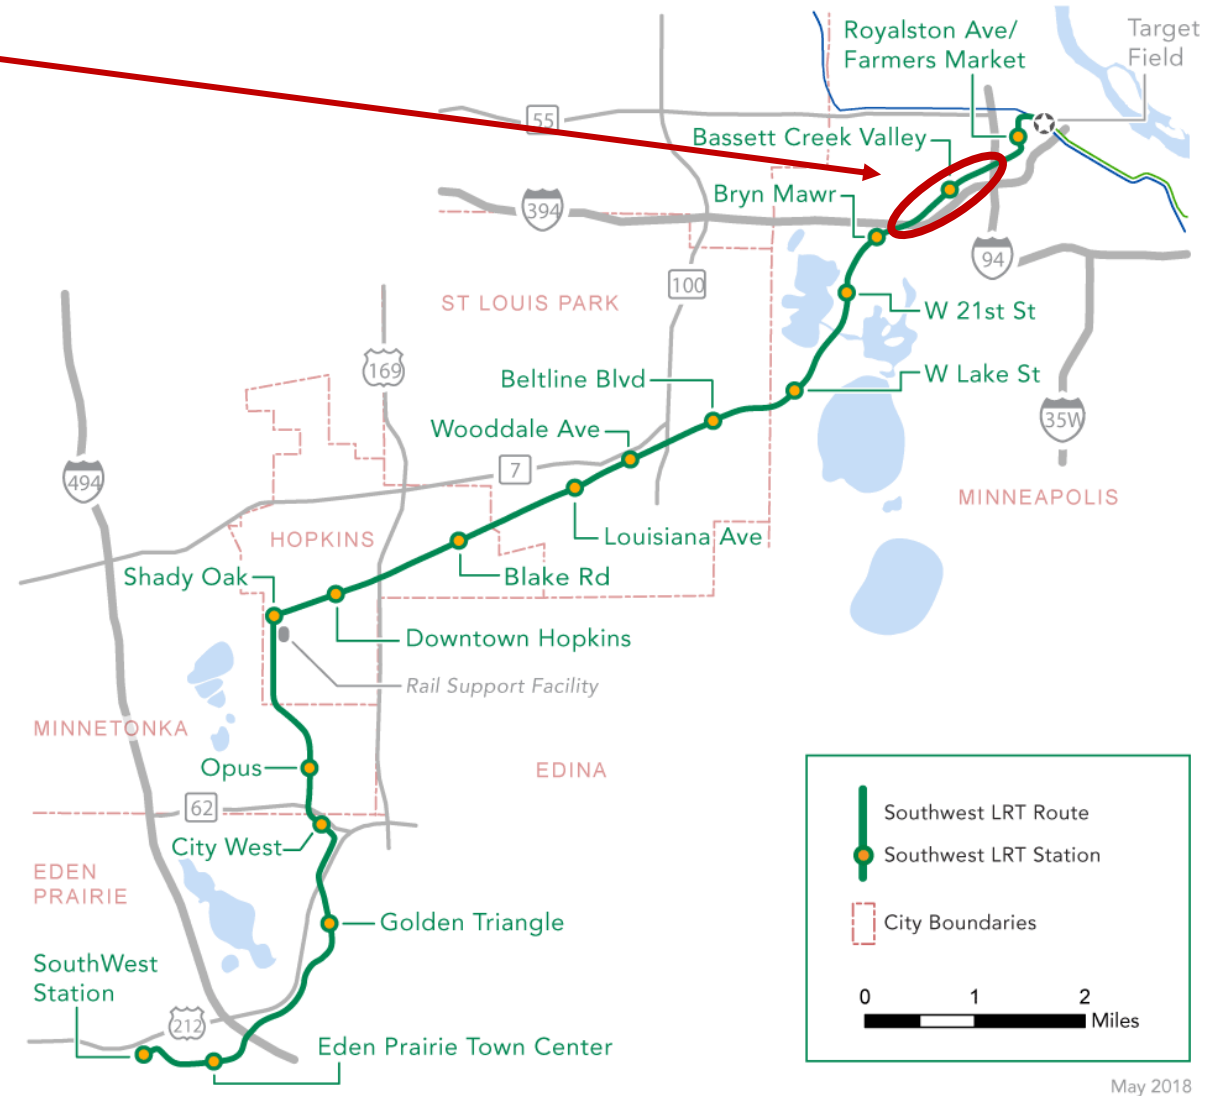 Royalston Ave/
Farmers Market
Target
Field
55
Bassett Creek Valley
Bryn Mawr
394
94
100
ST LOUIS PARK
W 21st St
169
Beltline Blvd
W Lake St
Wooddale Ave
35W
7
494
MINNEAPOLIS
HOPKINS
Louisiana Ave
Shady Oak
Blake Rd
Downtown Hopkins
Rail Support Facility
MINNETONKA
Opus
EDINA
62
City West
EDEN
PRAIRIE
Golden Triangle
SouthWest
Station
212
Eden Prairie Town Center
Southwest LRT Route
Southwest LRT Station
City Boundaries
0 1 2
Miles
May 2018